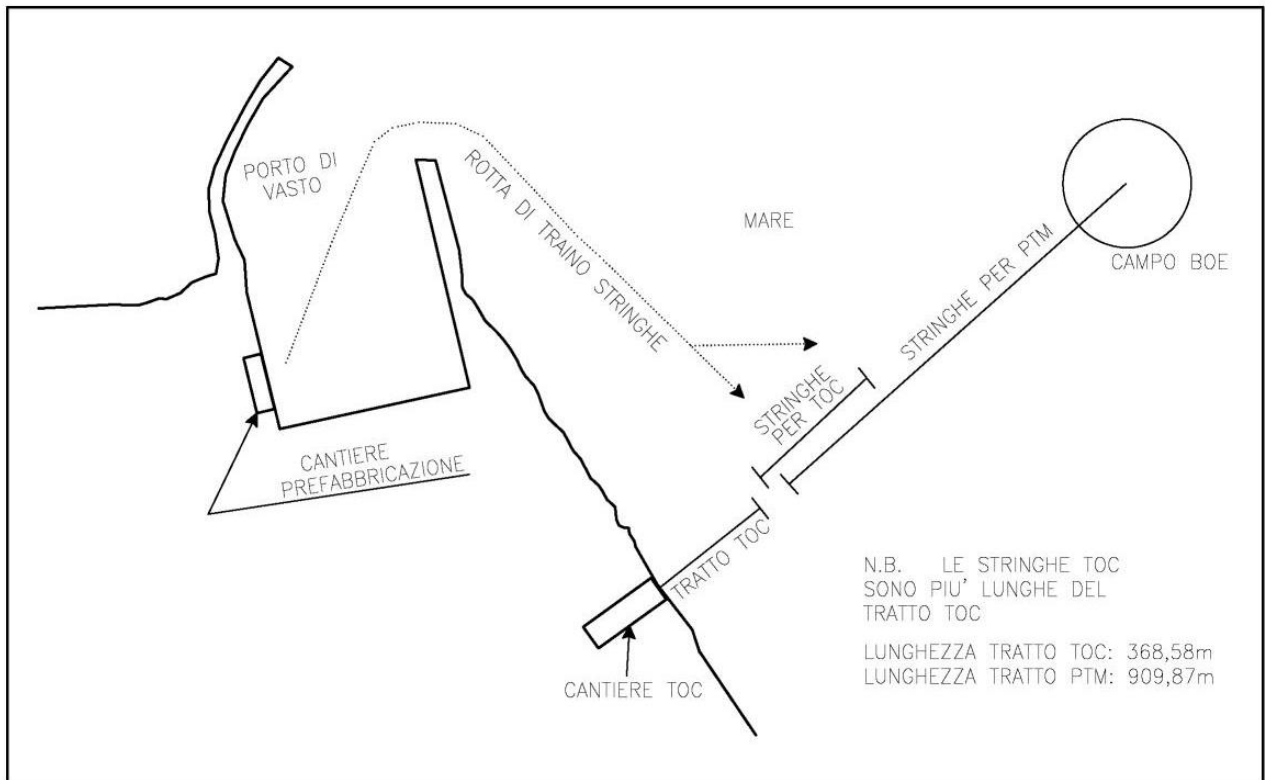 PORTO DI
VASTO
ROTTA DI TRAINO STRINGHE
MARE
CAMPO BOE
STRINGHE PER PTM
STRINGHE
PER TOC
CANTIERE
PREFABBRICAZIONE
TRATTO TOC
CANTIERE TOC
N.B. LE STRINGHE TOC
SONO PIU' LUNGHE DEL
TRATTO TOC
LUNGHEZZA TRATTO TOC: 368,58m
LUNGHEZZA TRATTO PTM: 909,87m